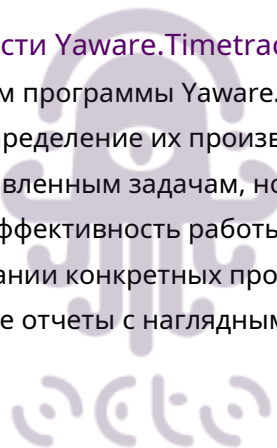 сти Yaware.Timetrac
м программы Yaware.
ределение их произв
вленным задачам, но
ффективность работы
ании конкретных про
е отчеты с наглядным